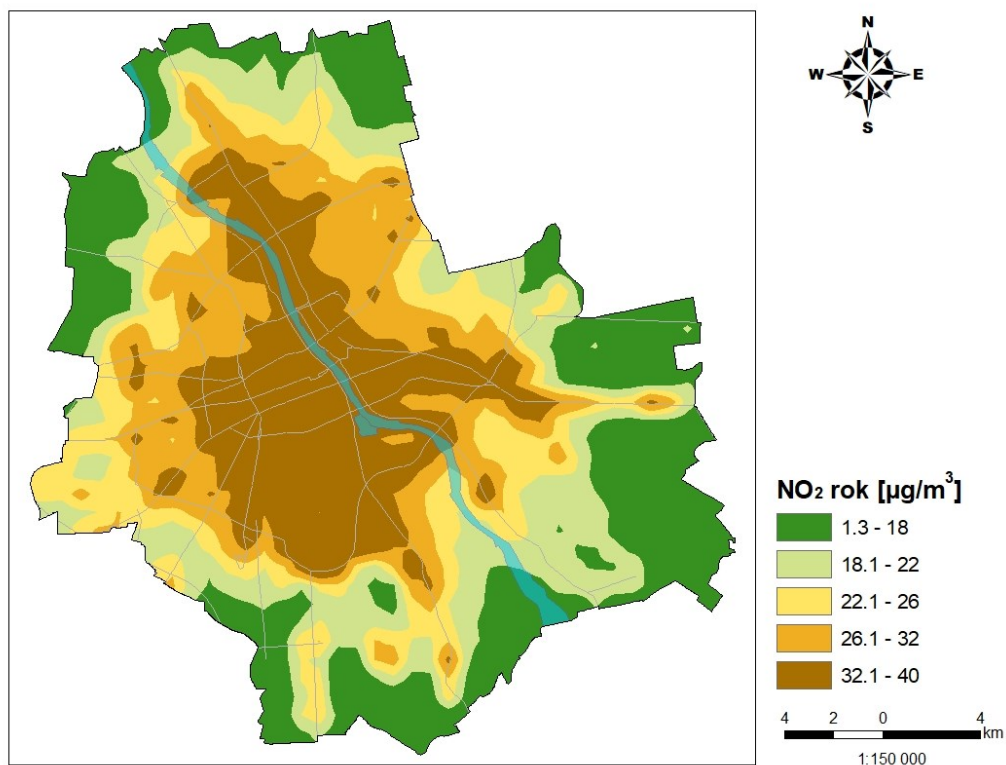 N
W E
S
NO₂ rok [µg/m³]
1.3 - 18
18.1 - 22
22.1 - 26
26.1 - 32
32.1 - 40
4 2 0 4
km
1:150 000